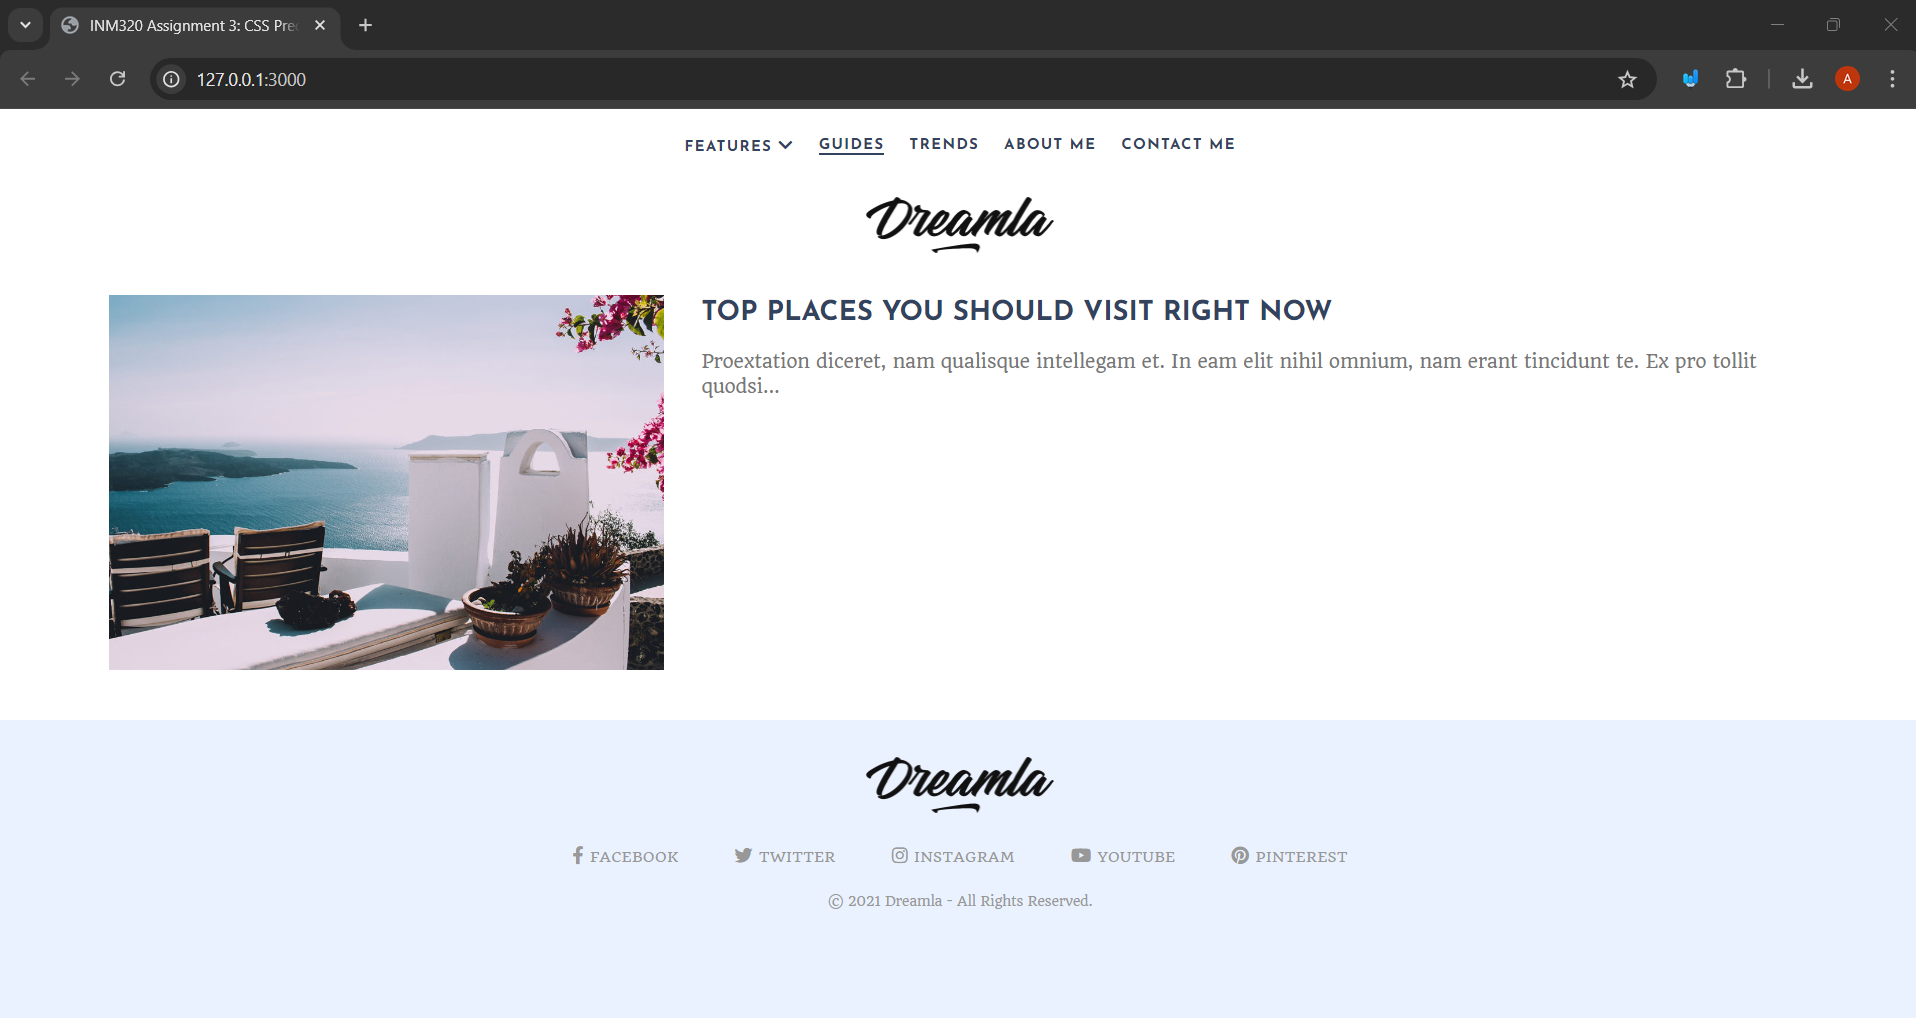 INM320 Assignment 3: CSS Pre
127.0.0.1:3000
A
FEATURES GUIDES TRENDS ABOUT ME CONTACT ME
Dreamla
TOP PLACES YOU SHOULD VISIT RIGHT NOW
Proextation diceret, nam qualisque intellegam et. In eam elit nihil omnium, nam erant tincidunt te. Ex pro tollit
quodsi...
Dreamla
FACEBOOK TWITTER INSTAGRAM YOUTUBE PINTEREST
© 2021 Dreamla - All Rights Reserved.